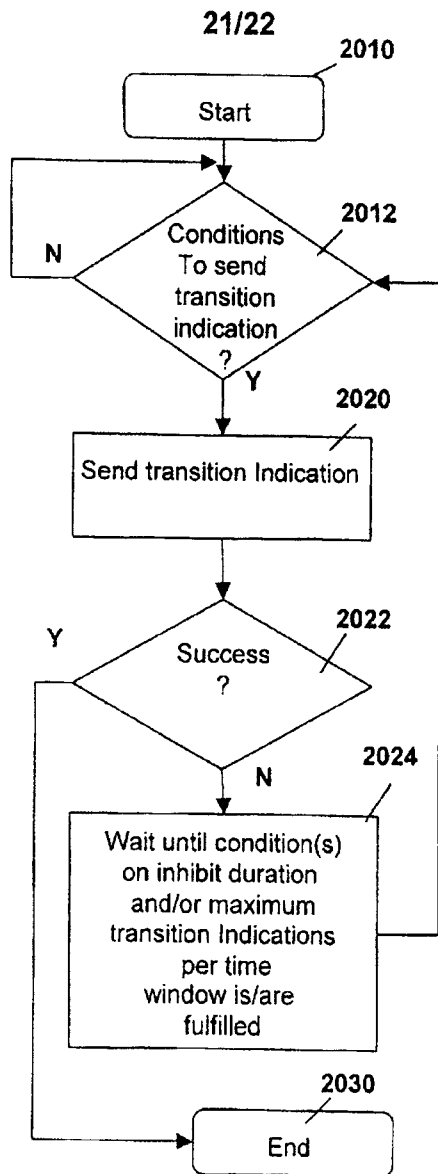 21/22
2010
Start
2012
N
Conditions
To send
transition
indication
?
Y
2020
Send transition Indication
Y
2022
Success
?
N
2024
Wait until condition(s)
on inhibit duration
and/or maximum
transition Indications
per time
window is/are
fulfilled
2030
End